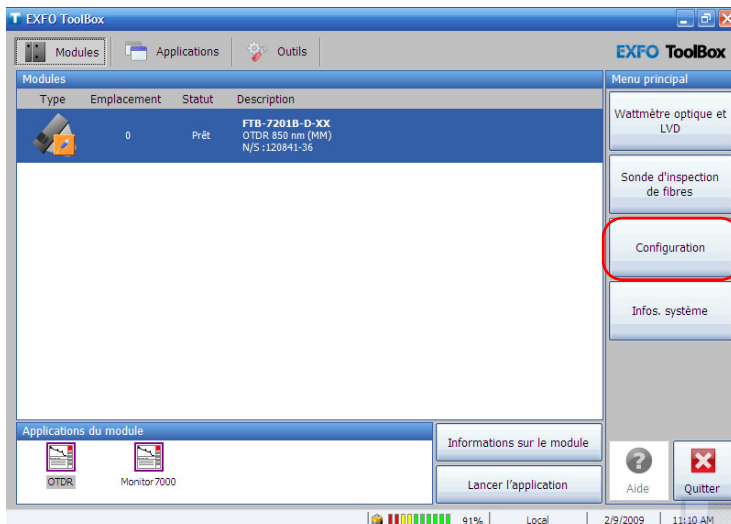 EXFO ToolBox
Modules
Applications
Outils
EXFO ToolBox
Modules
Type Emplacement Statut Description
0 Prêt FTB-7201B-D-XX
OTDR 850 nm (MM)
N/S :120841-36
Menu principal
Wattmètre optique et
LVD
Sonde d'inspection
de fibres
Configuration
Infos. système
Applications du module
OTDR
Monitor7000
Informations sur le module
Lancer l'application
Aide
Quitter
91% Local 2/9/2009 11:10 AM